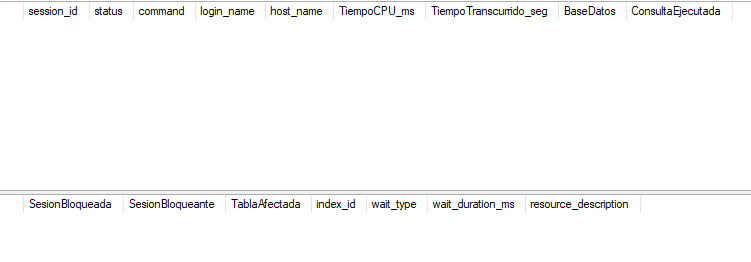 session_id status command login_name host_name TiempoCPU_ms TiempoTranscurrido_seg BaseDatos ConsultaEjecutada
SesionBloqueada SesionBloqueante TablaAfectada index_id wait_type wait_duration_ms resource_description